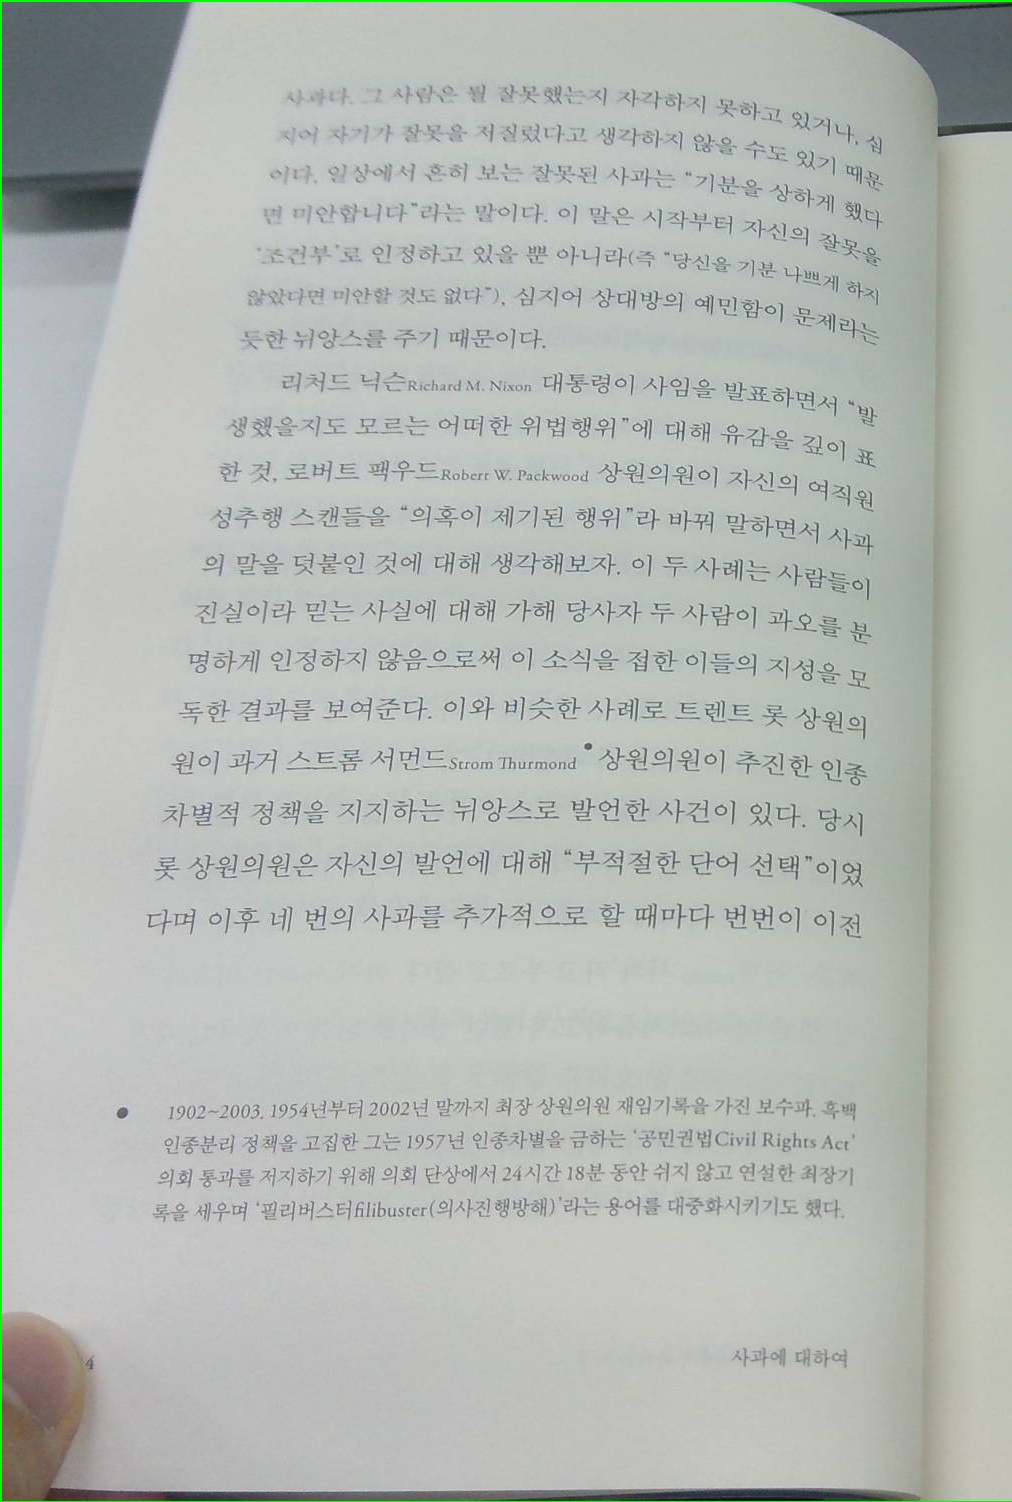 사과다. 그 사람은 뭘 잘못했는지 자각하지 못하고 있거나, 심
지어 자기가 잘못을 저질렀다고 생각하지 않을 수도 있기 때문
이다. 일상에서 흔히 보는 잘못된 사과는 “기분을 상하게 했다
면 미안합니다”라는 말이다. 이 말은 시작부터 자신의 잘못을
‘조건부’로 인정하고 있을 뿐 아니라(즉 “당신을 기분 나쁘게 하지
않았다면 미안할 것도 없다”), 심지어 상대방의 예민함이 문제라는
듯한 뉘앙스를 주기 때문이다.
리처드 닉슨Richard M. Nixon 대통령이 사임을 발표하면서 “발
생했을지도 모르는 어떠한 위법행위”에 대해 유감을 깊이 표
한 것, 로버트 팩우드Robert W. Packwood 상원의원이 자신의 여직원
성추행 스캔들을 “의혹이 제기된 행위”라 바꿔 말하면서 사과
의 말을 덧붙인 것에 대해 생각해보자. 이 두 사례는 사람들이
진실이라 믿는 사실에 대해 가해 당사자 두 사람이 과오를 분
명하게 인정하지 않음으로써 이 소식을 접한 이들의 지성을 모
독한 결과를 보여준다. 이와 비슷한 사례로 트렌트 롯 상원의
원이 과거 스트롬 서먼드Strom Thurmond● 상원의원이 추진한 인종
차별적 정책을 지지하는 뉘앙스로 발언한 사건이 있다. 당시
롯 상원의원은 자신의 발언에 대해 “부적절한 단어 선택”이었
다며 이후 네 번의 사과를 추가적으로 할 때마다 번번이 이전
● 1902~2003. 1954년부터 2002년 말까지 최장 상원의원 재임기록을 가진 보수파. 흑백
인종분리 정책을 고집한 그는 1957년 인종차별을 금하는 ‘공민권법Civil Rights Act’
의회 통과를 저지하기 위해 의회 단상에서 24시간 18분 동안 쉬지 않고 연설한 최장기
록을 세우며 ‘필리버스터filibuster(의사진행방해)’라는 용어를 대중화시키기도 했다.
4 사과에 대하여